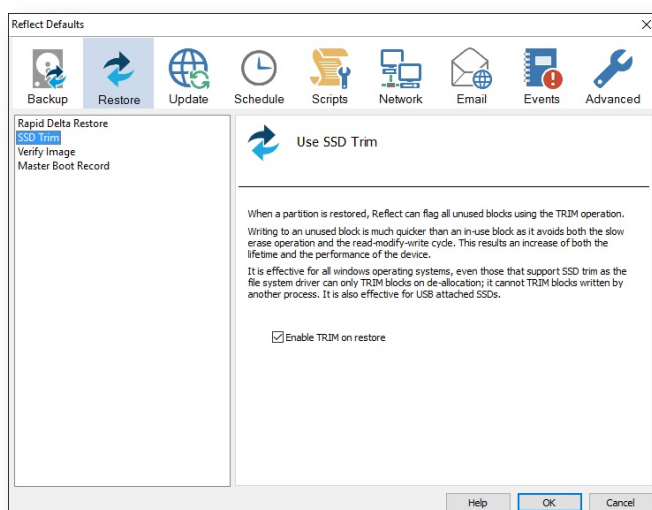 Reflect Defaults
Backup Restore Update Schedule Scripts Network Email Events Advanced
Rapid Delta Restore
SSD Trim
Verify Image
Master Boot Record
Use SSD Trim
When a partition is restored, Reflect can flag all unused blocks using the TRIM operation.
Writing to an unused block is much quicker than an in-use block as it avoids both the slow
erase operation and the read-modify-write cycle. This results an increase of both the
lifetime and the performance of the device.
It is effective for all windows operating systems, even those that support SSD trim as the
file system driver can only TRIM blocks on de-allocation; it cannot TRIM blocks written by
another process. It is also effective for USB attached SSDs.
Enable TRIM on restore
Help OK Cancel